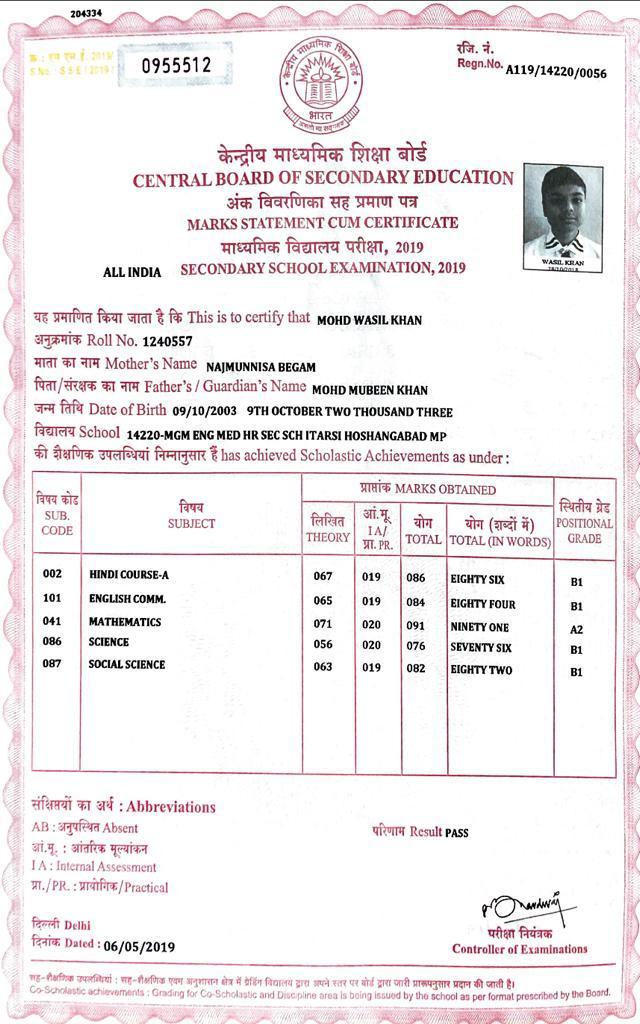 204334
क्र : एस एस ई 2019/
S.No. S S E / 2019 /
0955512
केन्द्रीय माध्यमिक शिक्षा बोर्ड
भारत
असतो मा सद्गमय
रजि. नं.
Regn.No. A119/14220/0056
केन्द्रीय माध्यमिक शिक्षा बोर्ड
CENTRAL BOARD OF SECONDARY EDUCATION
अंक विवरणिका सह प्रमाण पत्र
MARKS STATEMENT CUM CERTIFICATE
माध्यमिक विद्यालय परीक्षा, 2019
ALL INDIA SECONDARY SCHOOL EXAMINATION, 2019
WASIL KHAN
यह प्रमाणित किया जाता है कि This is to certify that MOHD WASIL KHAN
अनुक्रमांक Roll No. 1240557
माता का नाम Mother's Name NAJMUNNISA BEGAM
पिता/संरक्षक का नाम Father's / Guardian's Name MOHD MUBEEN KHAN
जन्म तिथि Date of Birth 09/10/2003 9TH OCTOBER TWO THOUSAND THREE
विद्यालय School 14220-MGM ENG MED HR SEC SCH ITARSI HOSHANGABAD MP
की शैक्षणिक उपलब्धियां निम्नानुसार हैं has achieved Scholastic Achievements as under :
विषय कोड SUB. CODE
विषय SUBJECT
प्राप्तांक MARKS OBTAINED
लिखित THEORY
आं.मू. I A / प्रा. PR.
योग TOTAL
योग (शब्दों में) TOTAL (IN WORDS)
स्थितीय ग्रेड POSITIONAL GRADE
002 HINDI COURSE-A 067 019 086 EIGHTY SIX B1
101 ENGLISH COMM. 065 019 084 EIGHTY FOUR B1
041 MATHEMATICS 071 020 091 NINETY ONE A2
086 SCIENCE 056 020 076 SEVENTY SIX B1
087 SOCIAL SCIENCE 063 019 082 EIGHTY TWO B1
संक्षिप्तियों का अर्थ : Abbreviations
AB : अनुपस्थित Absent
आं.मू. : आंतरिक मूल्यांकन
I A : Internal Assessment
प्रा./PR. : प्रायोगिक/Practical
परिणाम Result PASS
दिल्ली Delhi
दिनांक Dated : 06/05/2019
परीक्षा नियंत्रक
Controller of Examinations
सह-शैक्षणिक उपलब्धियां : सह-शैक्षणिक एवम अनुशासन क्षेत्र में ग्रेडिंग विद्यालय द्वारा अपने स्तर पर बोर्ड द्वारा जारी प्रारूपनुसार प्रदान की जाती है।
Co-Scholastic achievements : Grading for Co-Scholastic and Discipline area is being issued by the school as per format prescribed by the Board.